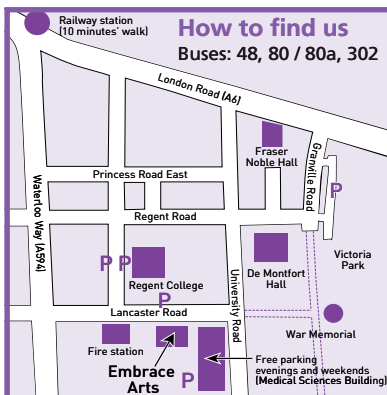 Railway station
(10 minutes' walk)
How to find us
Buses: 48, 80 / 80a, 302
London Road (A6)
Fraser
Noble Hall
Granville Road
Princess Road East
P
Waterloo Way (A594)
Regent Road
Victoria
Park
P P
De Montfort
Hall
Regent College
P
University Road
Lancaster Road
War Memorial
Fire station
Embrace
Arts
P
Free parking
evenings and weekends
(Medical Sciences Building)